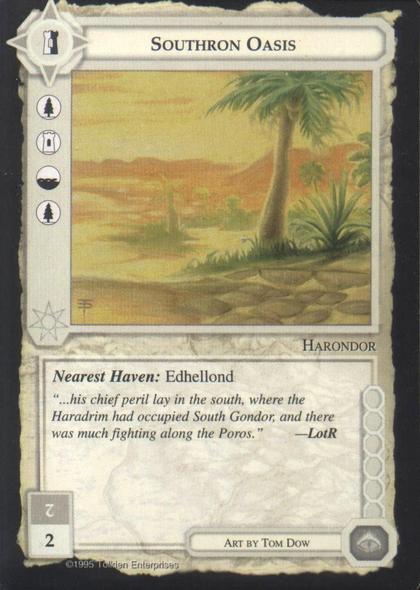 SOUTHRON OASIS
HARONDOR
Nearest Haven: Edhellond
"...his chief peril lay in the south, where the
Haradrim had occupied South Gondor, and there
was much fighting along the Poros." —LotR
2
2
ART BY TOM DOW
©1995 Tolkien Enterprises